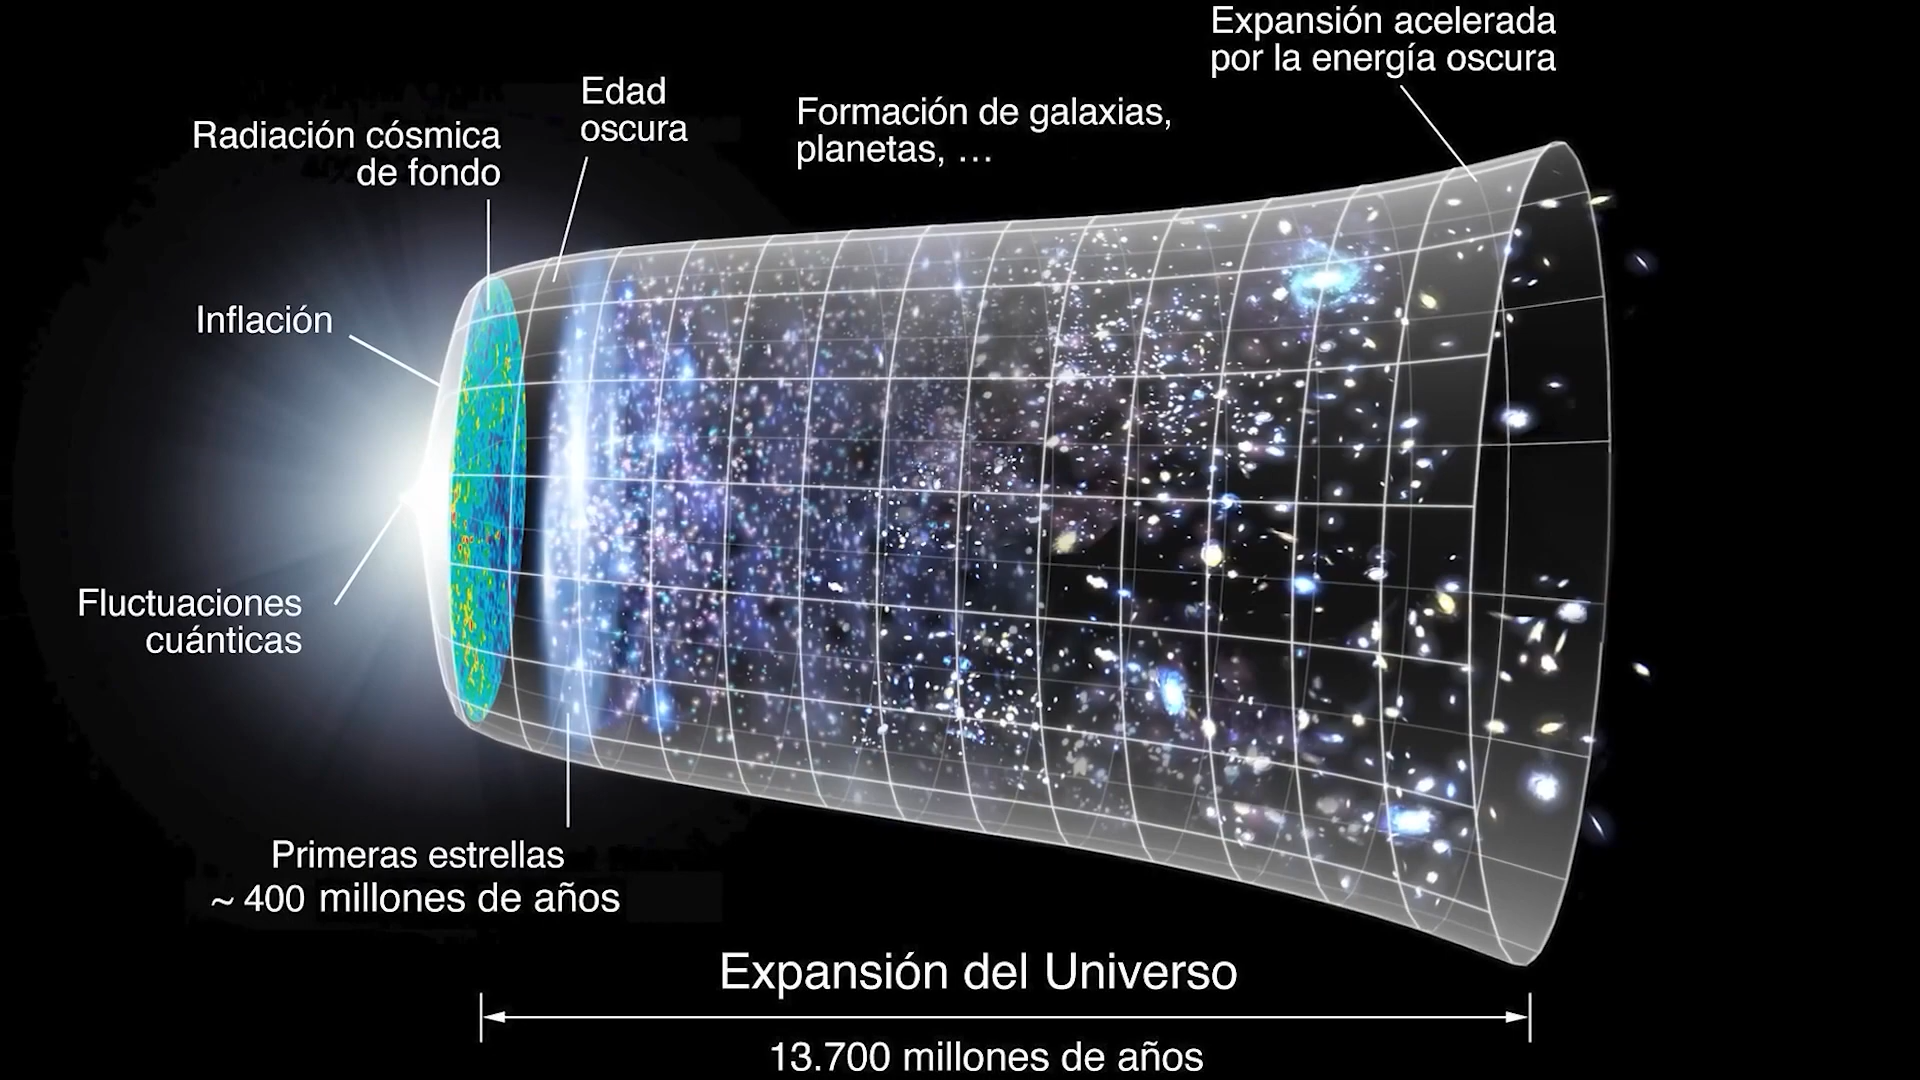 Expansión acelerada
por la energía oscura
Edad
oscura
Formación de galaxias,
planetas, …
Radiación cósmica
de fondo
Inflación
Fluctuaciones
cuánticas
Primeras estrellas
~ 400 millones de años
Expansión del Universo
13.700 millones de años